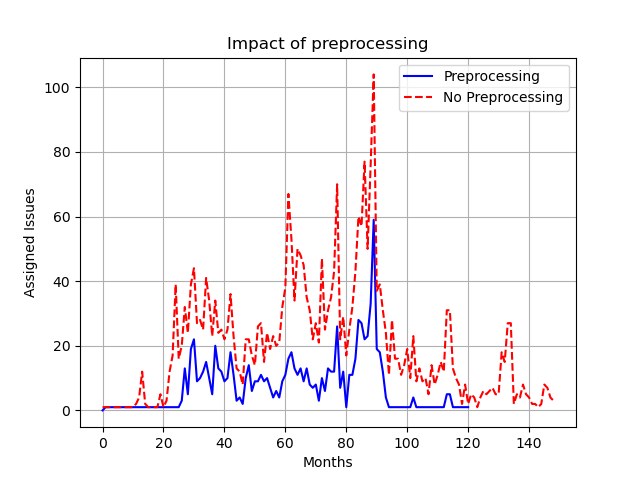 Impact of preprocessing
Preprocessing
No Preprocessing
Assigned Issues
100
80
60
40
20
0
0 20 40 60 80 100 120 140
Months